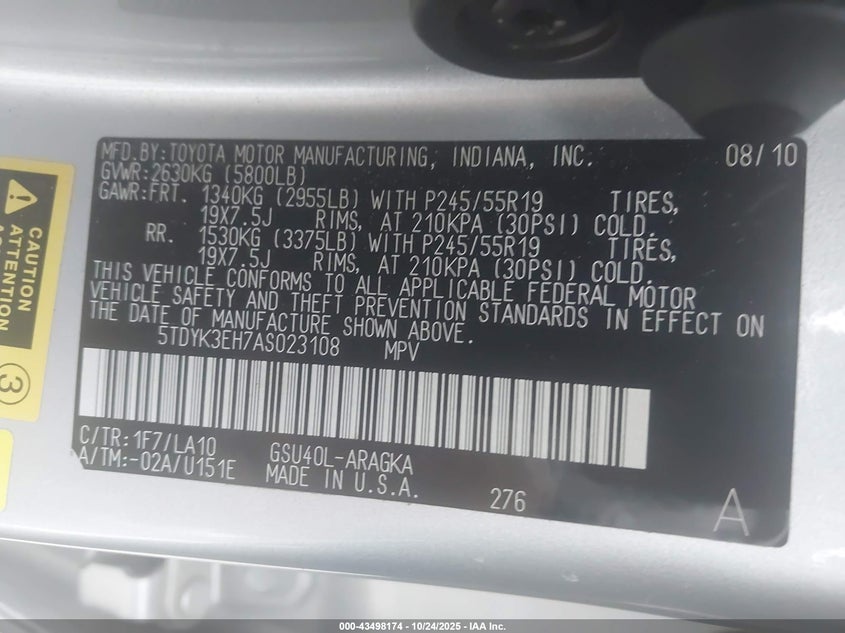 MFD.BY:TOYOTA MOTOR MANUFACTURING, INDIANA, INC. 08/10
GVWR:2630KG (5800LB)
GAWR:FRT. 1340KG (2955LB) WITH P245/55R19 TIRES,
19X7.5J RIMS, AT 210KPA (30PSI) COLD.
RR. 1530KG (3375LB) WITH P245/55R19 TIRES,
19X7.5J RIMS, AT 210KPA (30PSI) COLD.
THIS VEHICLE CONFORMS TO ALL APPLICABLE FEDERAL MOTOR
VEHICLE SAFETY AND THEFT PREVENTION STANDARDS IN EFFECT ON
THE DATE OF MANUFACTURE SHOWN ABOVE.
5TDYK3EH7AS023108 MPV
C/TR:1F7/LA10 GSU40L-ARAGKA
A/TM:-02A/U151E MADE IN U.S.A.
276
A
CAUTION
ATTENTION
3
000-43498174 - 10/24/2025 - IAA Inc.